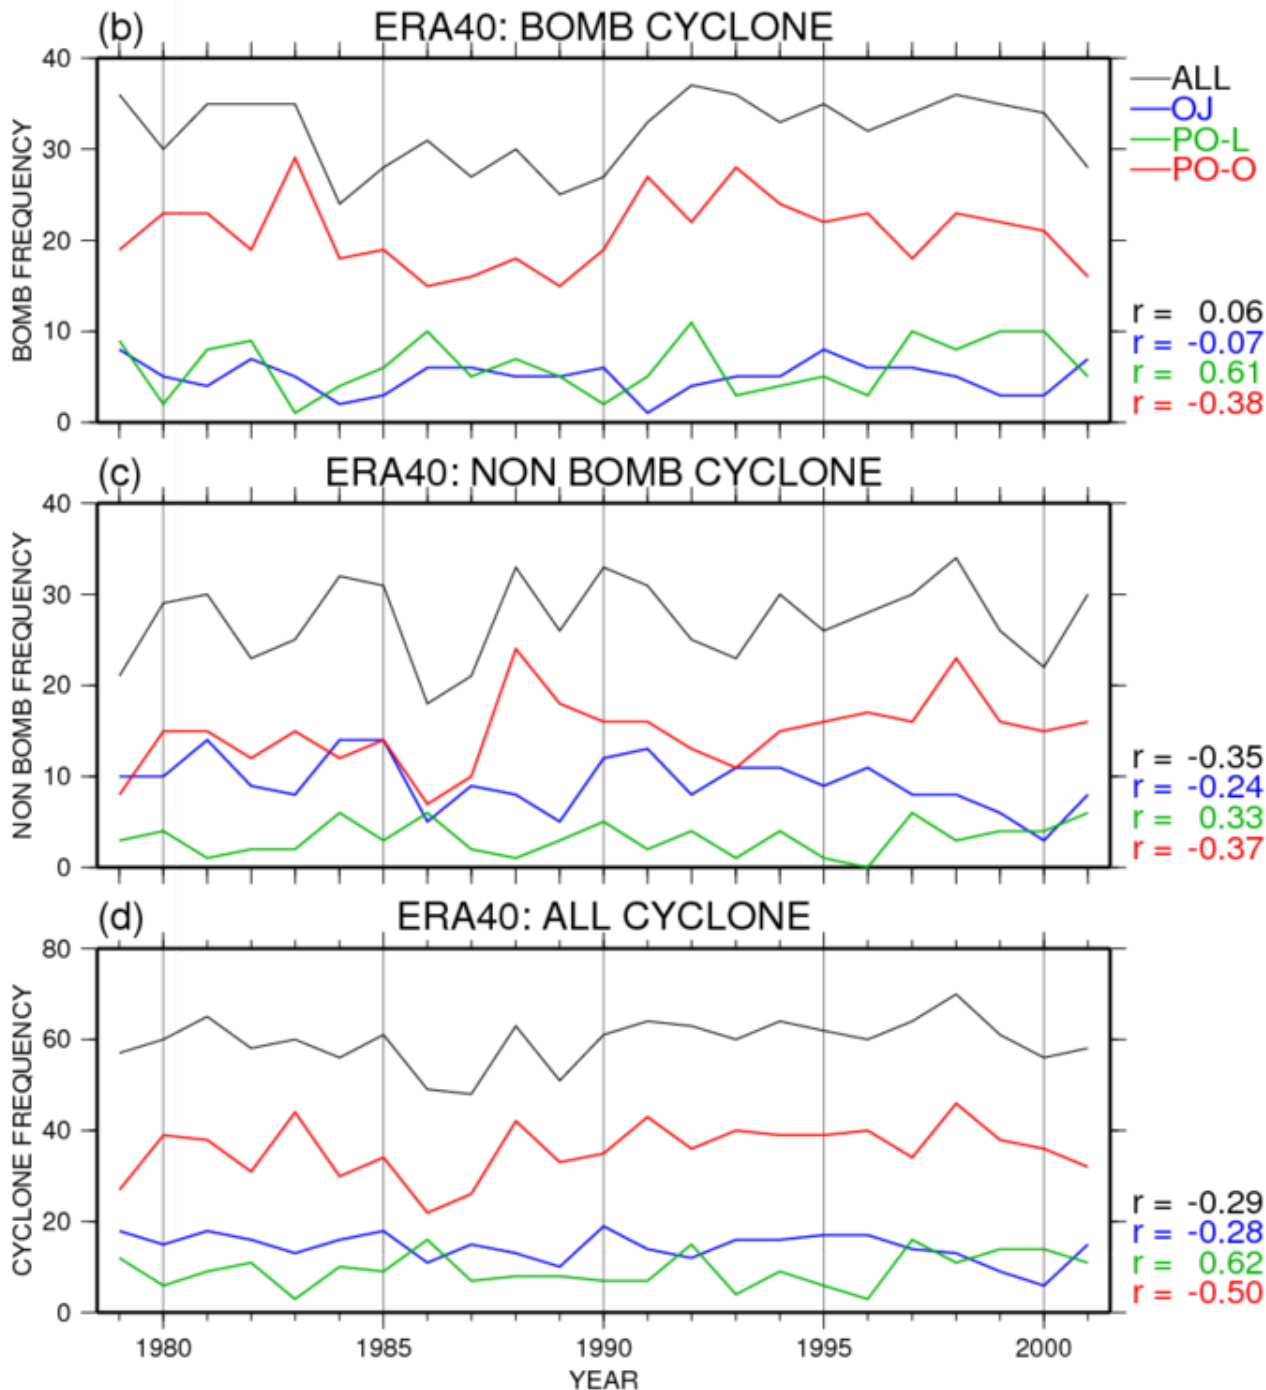 (b) ERA40: BOMB CYCLONE
40
30
20
10
0
BOMB FREQUENCY
ALL
OJ
PO-L
PO-O
r = 0.06
r = -0.07
r = 0.61
r = -0.38
(c) ERA40: NON BOMB CYCLONE
40
30
20
10
0
NON BOMB FREQUENCY
r = -0.35
r = -0.24
r = 0.33
r = -0.37
(d) ERA40: ALL CYCLONE
80
60
40
20
0
CYCLONE FREQUENCY
r = -0.29
r = -0.28
r = 0.62
r = -0.50
1980 1985 1990 1995 2000
YEAR